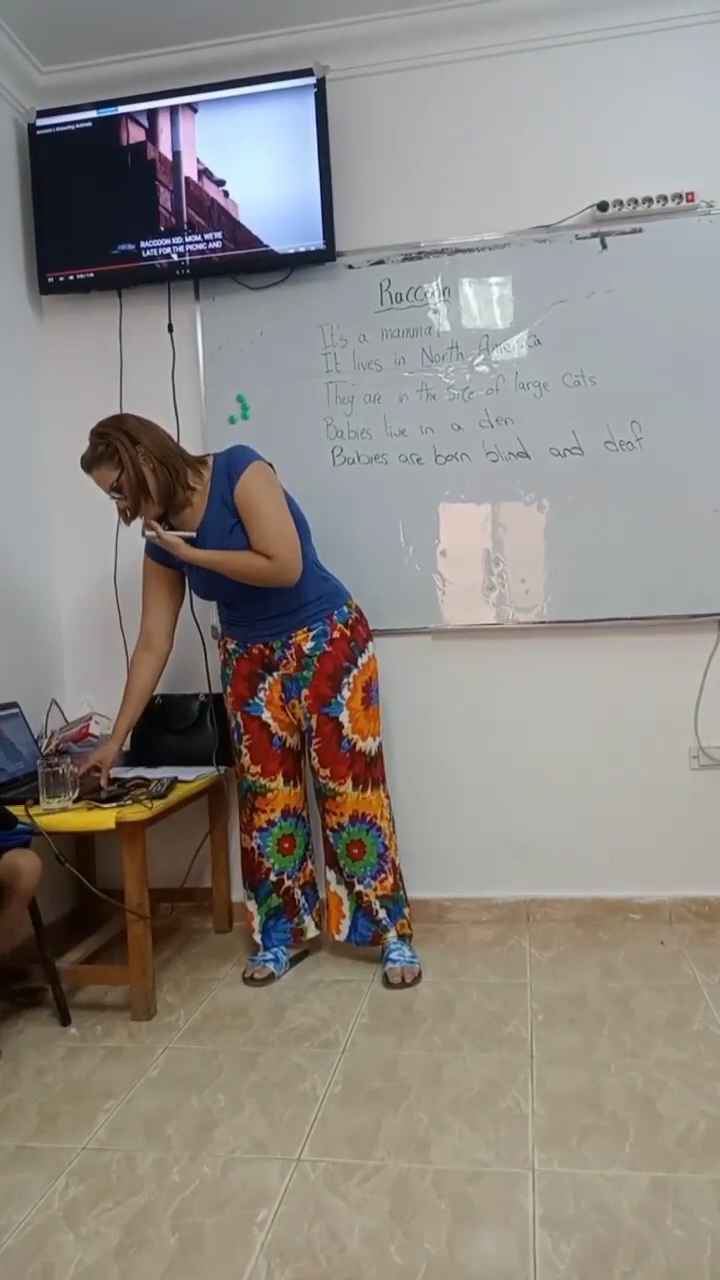 RACCOON KID: MOM, WE'RE
LATE FOR THE PICNIC AND
Raccoon
It's a mammal
It lives in North America
They are in the size of large cats
Babies live in a den
Babies are born blind and deaf